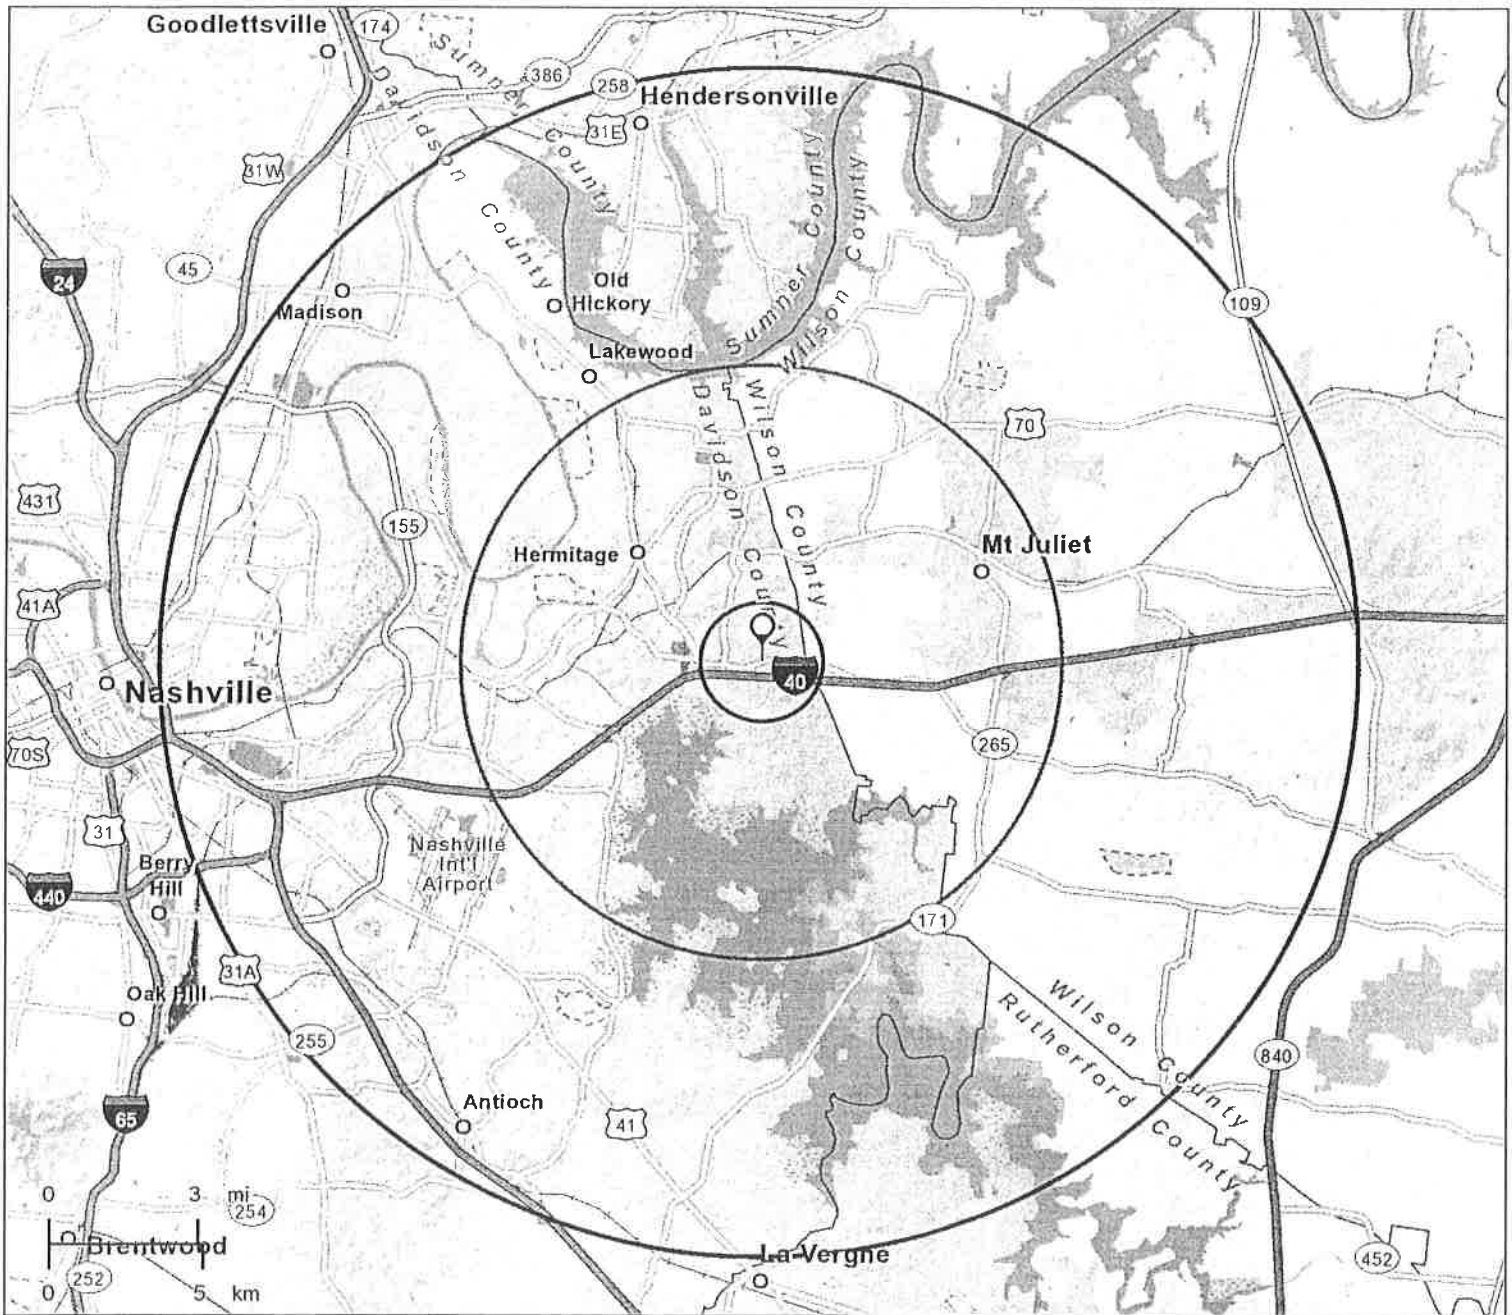 Goodlettsville
174
Sumner County
Davidson County
386
258
Hendersonville
31E
31W
Sumner County
Wilson County
24
45
Madison
Old
Hickory
Lakewood
109
Sumner
Wilson
70
Davidson County
Wilson County
431
155
Hermitage
Mt Juliet
41A
40
Nashville
70S
265
31
Nashville
Int'l
Airport
Berry
Hill
440
171
31A
Oak Hill
Wilson County
Rutherford County
255
840
65
Antioch
41
0 3 mi
254
Brentwood
La Vergne
452
252
0 5 km